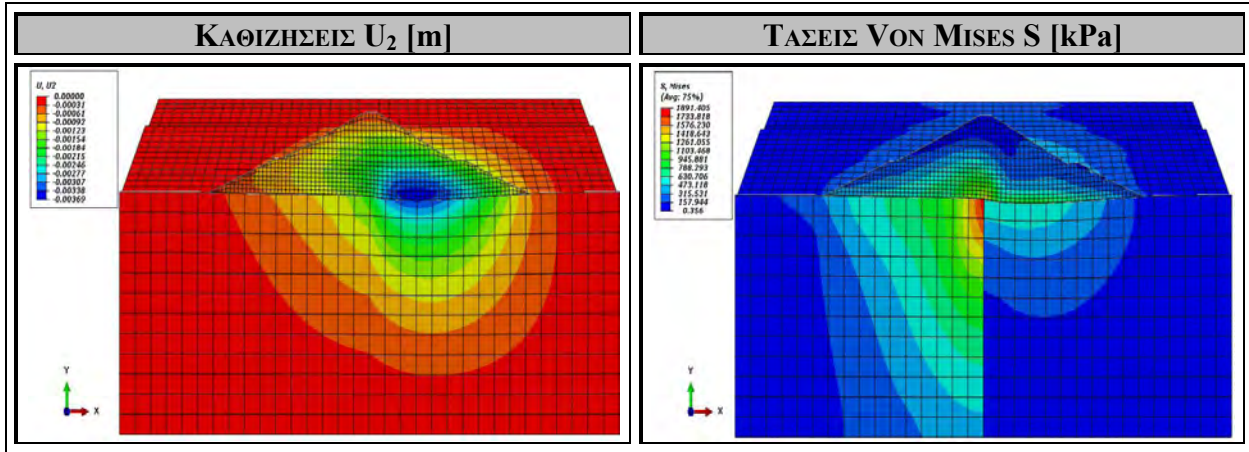 ΚΑΘΙΖΗΣΕΙΣ U2 [m]
ΤΑΣΕΙΣ VON MISES S [kPa]
U, U2
0.00000
-0.00031
-0.00061
-0.00092
-0.00123
-0.00154
-0.00184
-0.00215
-0.00246
-0.00277
-0.00307
-0.00338
-0.00369
Y
X
S, Mises
(Avg: 75%)
1891.405
1733.818
1576.230
1418.643
1261.055
1103.468
945.881
788.293
630.706
473.118
315.531
157.944
0.356
Y
X